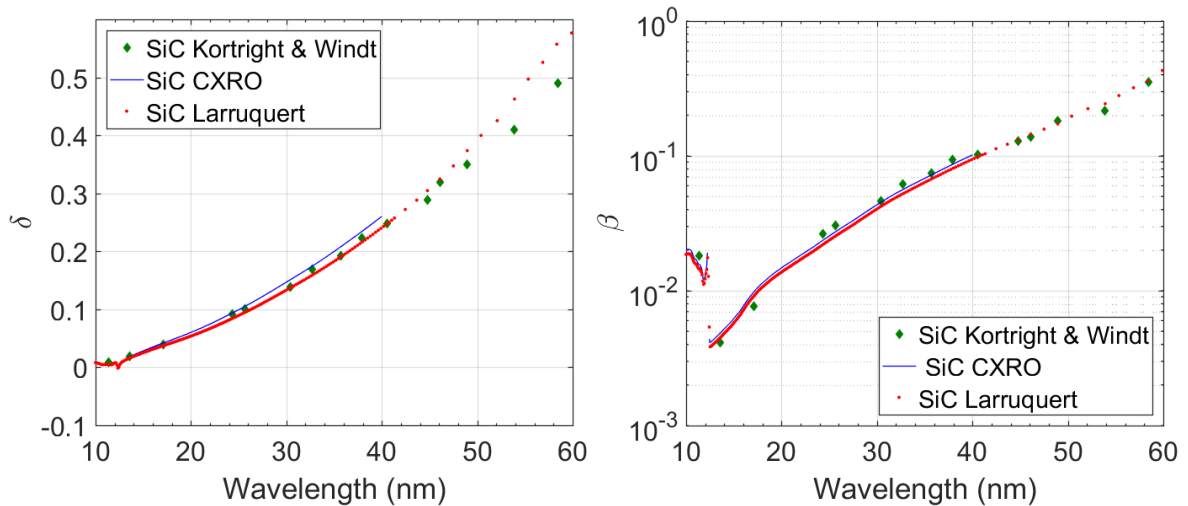 0.5
0.4
0.3
0.2
0.1
0
-0.1
δ
SiC Kortright & Windt
SiC CXRO
SiC Larruquert
10 20 30 40 50 60
Wavelength (nm)
10^0
10^-1
10^-2
10^-3
β
SiC Kortright & Windt
SiC CXRO
SiC Larruquert
10 20 30 40 50 60
Wavelength (nm)